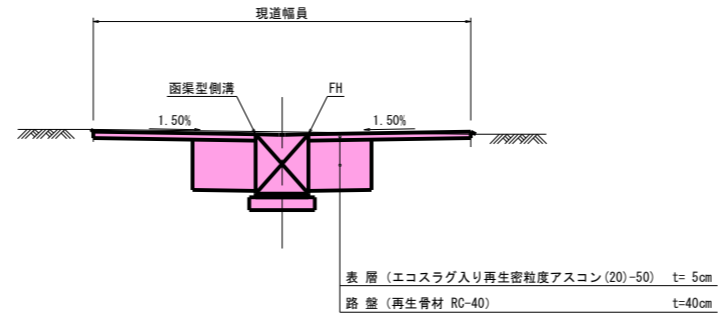 現道幅員
函渠型側溝 FH
1.50% 1.50%
表 層 (エコスラグ入り再生密粒度アスコン(20)-50) t= 5cm
路 盤 (再生骨材 RC-40) t=40cm